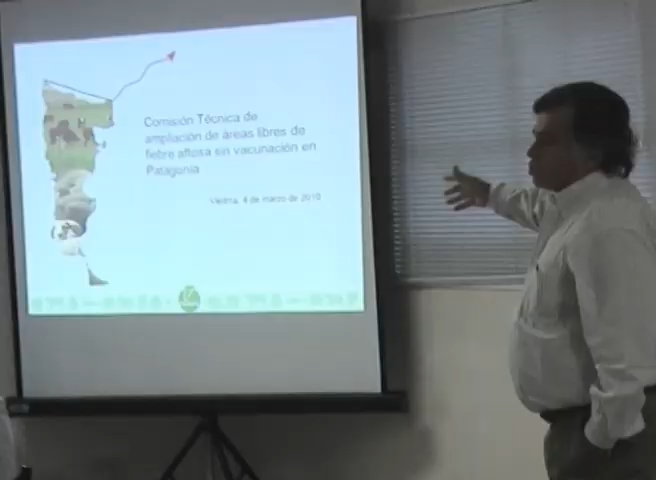 Comisión Técnica de
ampliación de áreas libres de
fiebre aftosa sin vacunación en
Patagonia
Viedma, 4 de marzo de 2010